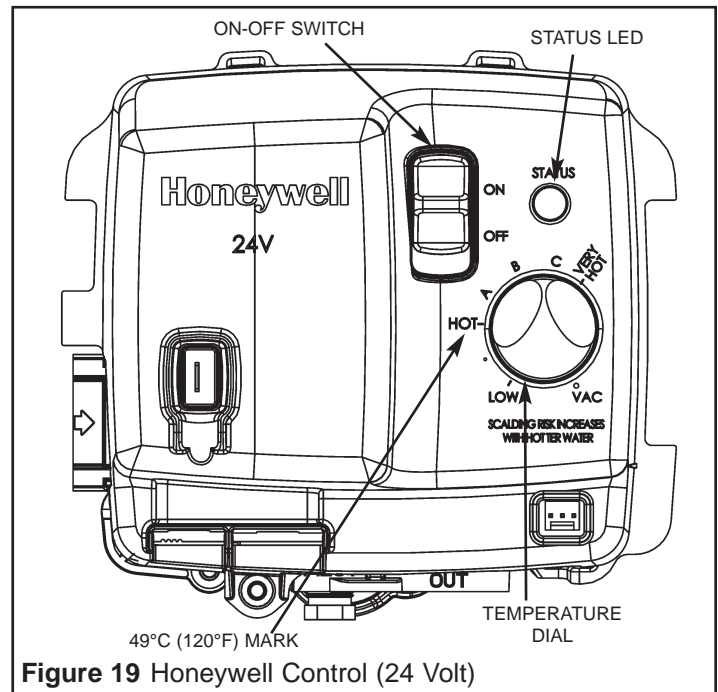 ON-OFF SWITCH
STATUS LED
STATUS
Honeywell
ON
24V
OFF
C
VERY
HOT
B
A
HOT
LOW
VAC
SCALDING RISK INCREASES
WITH HOTTER WATER
OUT
TEMPERATURE
DIAL
49°C (120°F) MARK
Figure 19 Honeywell Control (24 Volt)